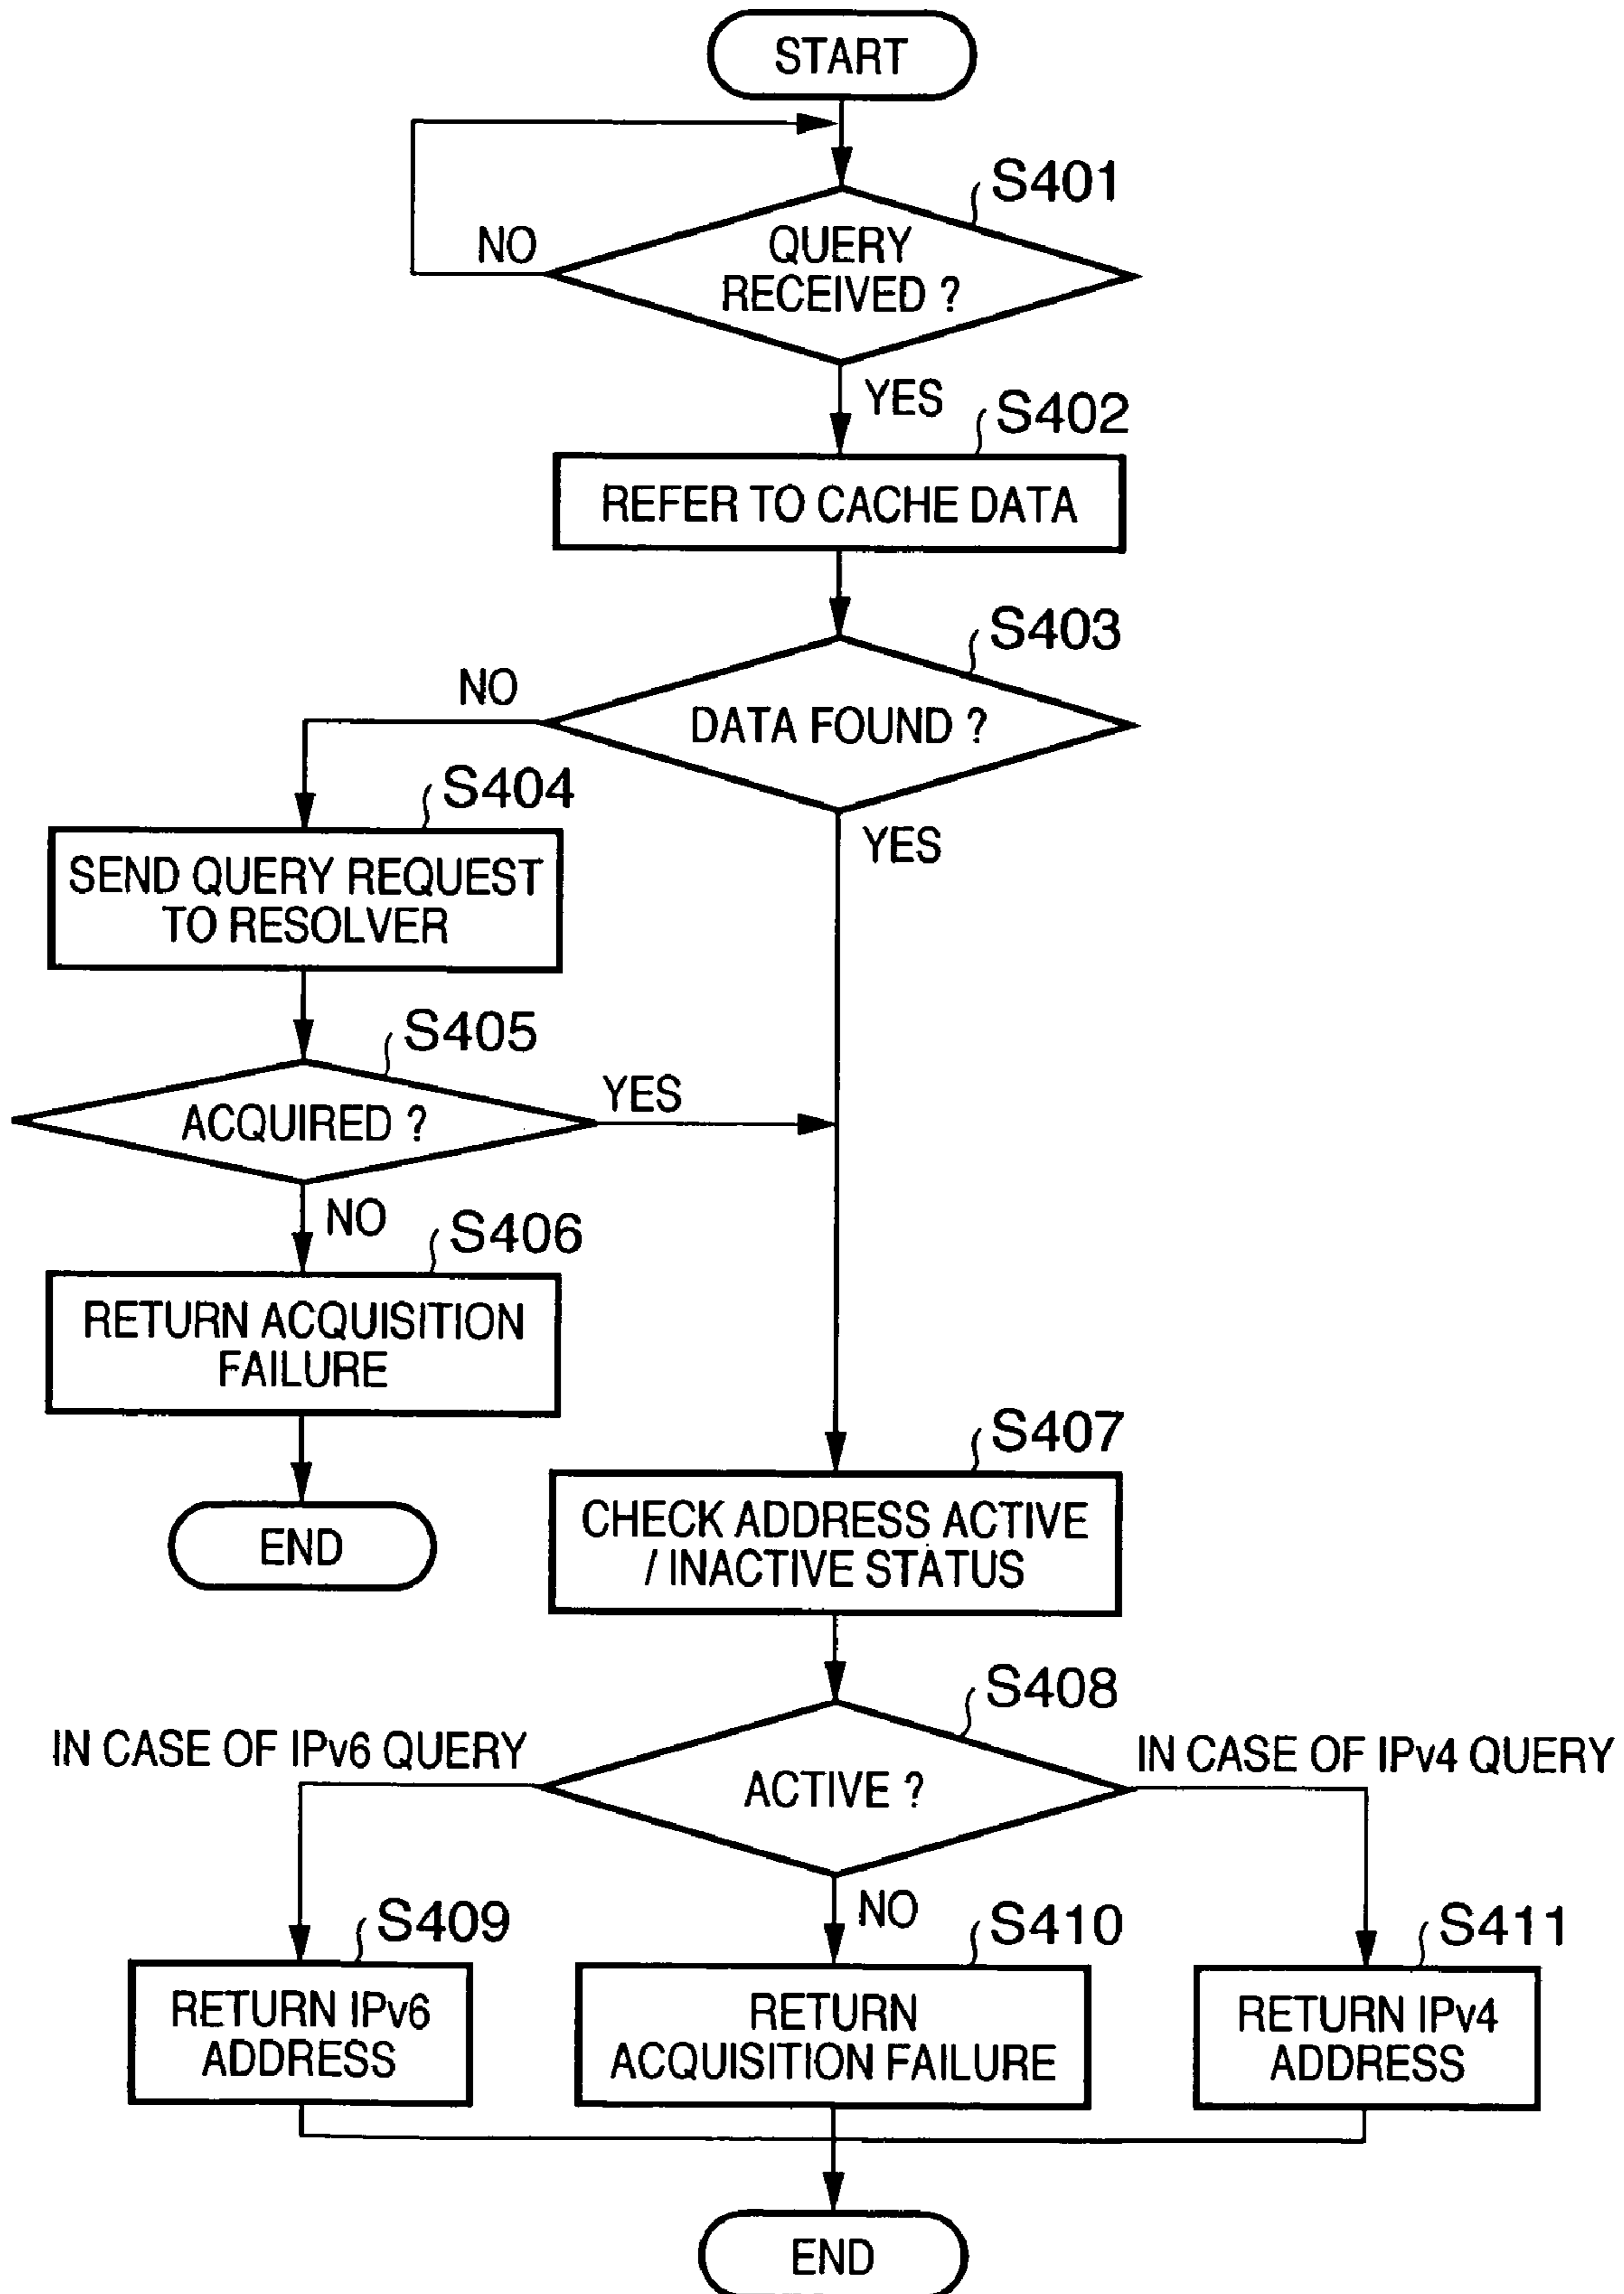 START
S401
NO
QUERY
RECEIVED ?
YES
S402
REFER TO CACHE DATA
S403
NO
DATA FOUND ?
YES
S404
SEND QUERY REQUEST
TO RESOLVER
S405
ACQUIRED ?
YES
NO
S406
RETURN ACQUISITION
FAILURE
END
S407
CHECK ADDRESS ACTIVE
/ INACTIVE STATUS
S408
IN CASE OF IPv6 QUERY
ACTIVE ?
IN CASE OF IPv4 QUERY
NO
S409
RETURN IPv6
ADDRESS
S410
RETURN
ACQUISITION FAILURE
S411
RETURN IPv4
ADDRESS
END